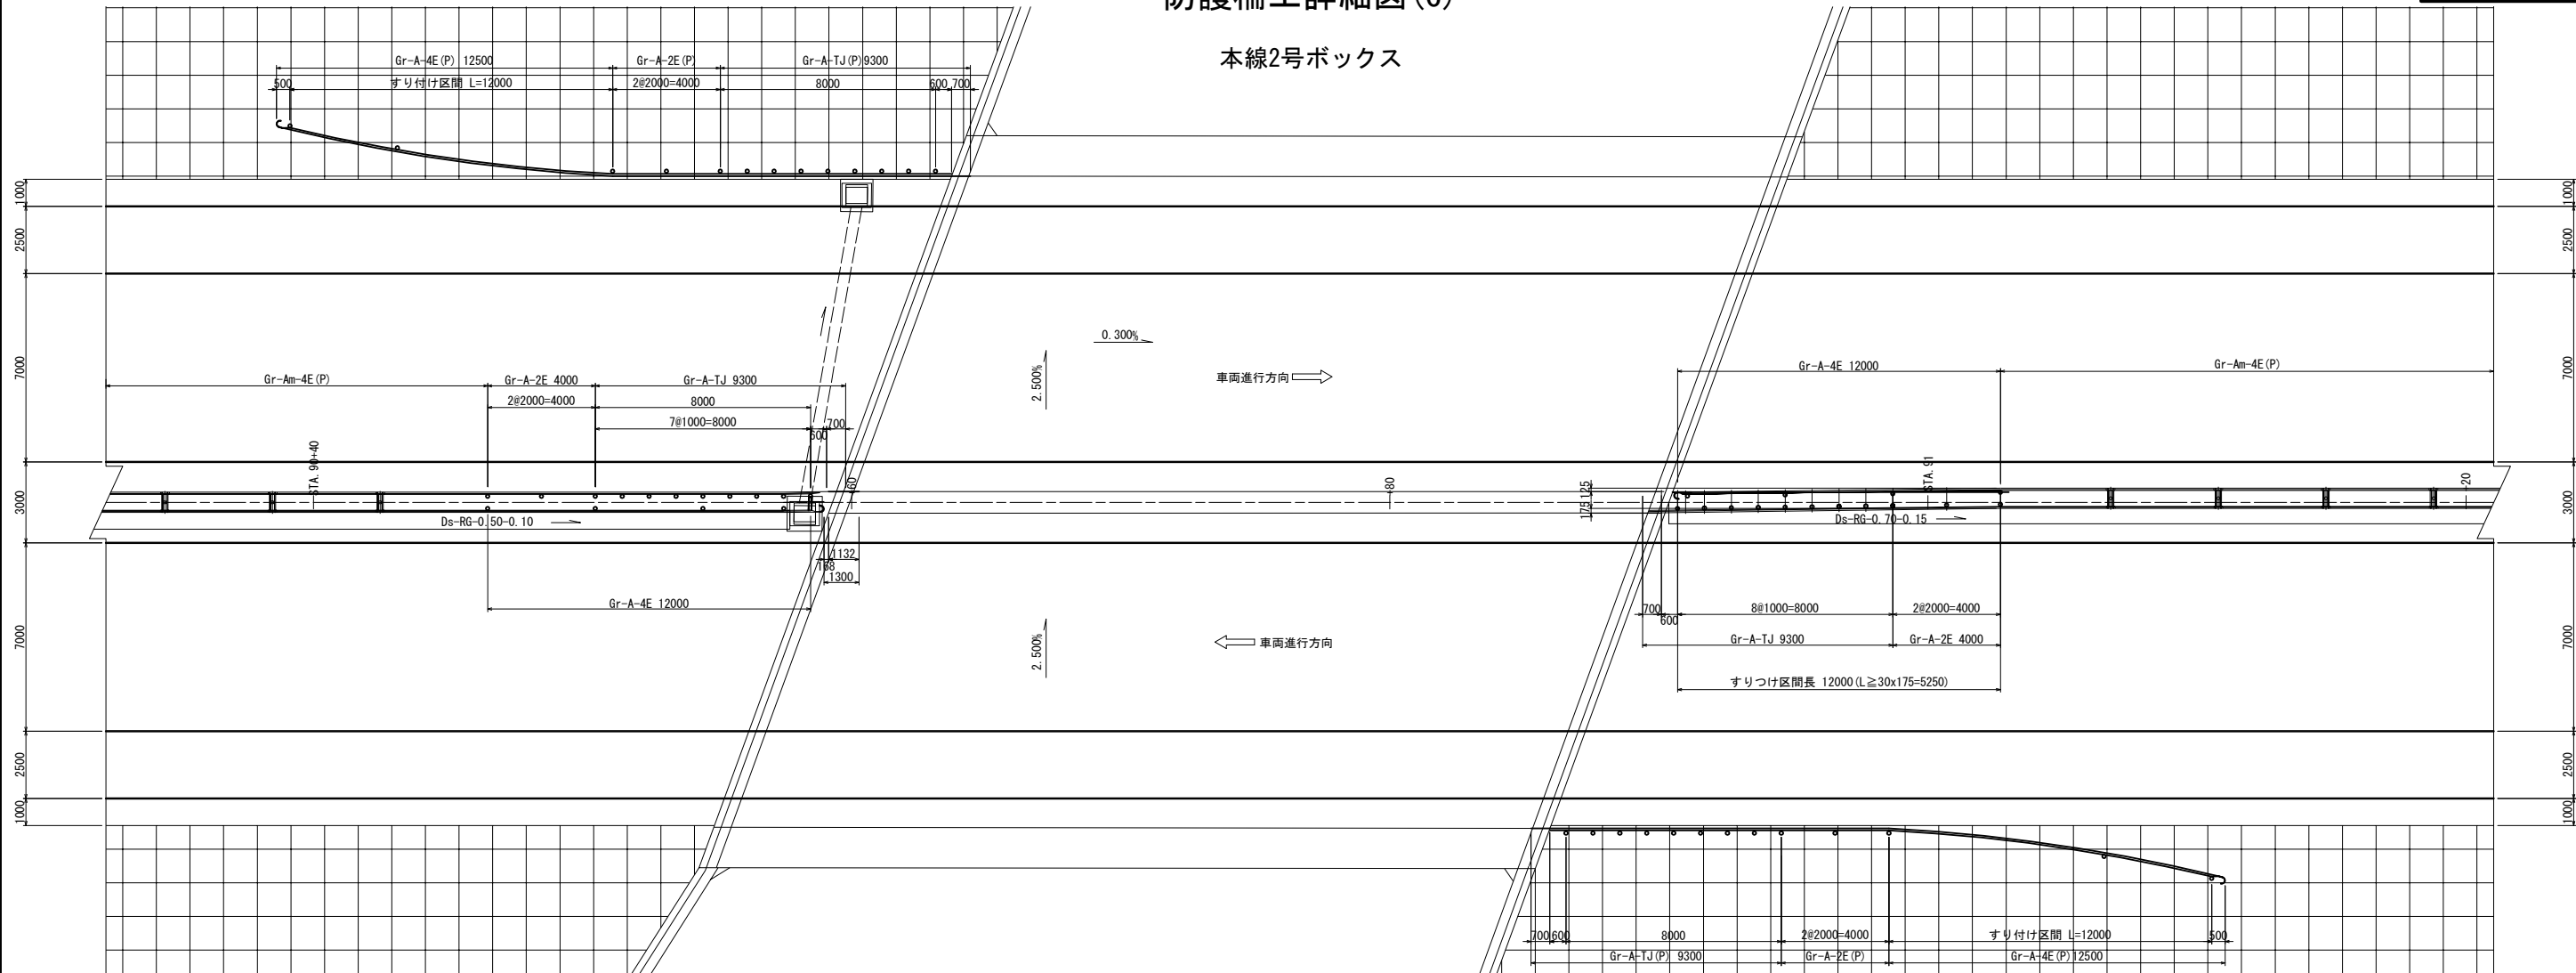 本線2号ボックス
Gr-A-4E(P) 12500
Gr-A-2E(P)
Gr-A-TJ(P)9300
500
すり付け区間 L=12000
2@2000=4000
8000
600
700
1000
2500
7000
3000
7000
2500
1000
1000
2500
7000
3000
7000
2500
1000
0.300%
2.500%
車両進行方向
Gr-Am-4E(P)
Gr-A-2E 4000
Gr-A-TJ 9300
2@2000=4000
8000
7@1000=8000
600
700
STA.90+40
Ds-RG-0.50-0.10
+60
+80
1132
168
1300
Gr-A-4E 12000
Gr-A-4E 12000
Gr-Am-4E(P)
125
175
STA.91
+20
Ds-RG-0.70-0.15
700
600
8@1000=8000
2@2000=4000
Gr-A-TJ 9300
Gr-A-2E 4000
すりつけ区間長 12000(L≧30x175=5250)
2.500%
車両進行方向
700
600
8000
2@2000=4000
すり付け区間 L=12000
500
Gr-A-TJ(P) 9300
Gr-A-2E(P)
Gr-A-4E(P)12500